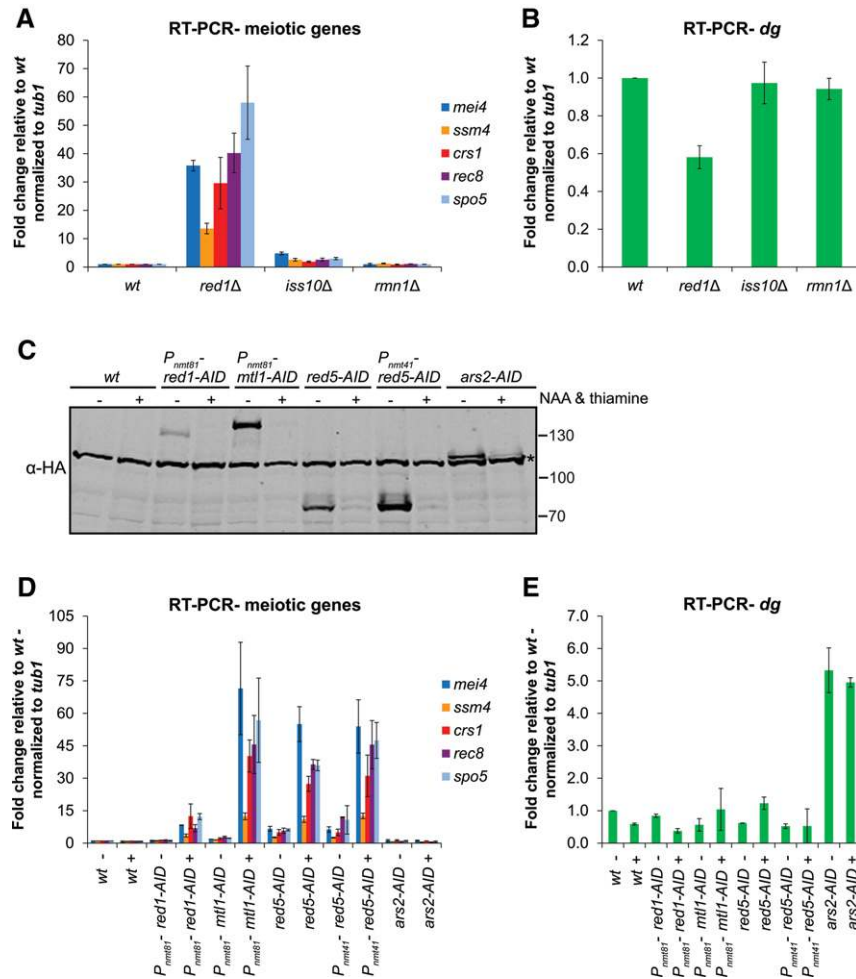 A
RT-PCR- meiotic genes
Fold change relative to wt
normalized to tub1
80
70
60
50
40
30
20
10
0
wt
red1Δ
iss10Δ
rmn1Δ
mei4
ssm4
crs1
rec8
spo5
B
RT-PCR- dg
Fold change relative to wt
normalized to tub1
1.2
1.0
0.8
0.6
0.4
0.2
0.0
wt
red1Δ
iss10Δ
rmn1Δ
C
wt
Pnmt81-
red1-AID
Pnmt81-
mtl1-AID
red5-AID
Pnmt41-
red5-AID
ars2-AID
- + - + - + - + - + - +
NAA & thiamine
α-HA
-130
*
-100
-70
D
RT-PCR- meiotic genes
Fold change relative to wt -
normalized to tub1
105
90
75
60
45
30
15
0
wt -
wt +
Pnmt81- red1-AID -
Pnmt81- red1-AID +
Pnmt81- mtl1-AID -
Pnmt81- mtl1-AID +
red5-AID -
red5-AID +
Pnmt41- red5-AID -
Pnmt41- red5-AID +
ars2-AID -
ars2-AID +
mei4
ssm4
crs1
rec8
spo5
E
RT-PCR- dg
Fold change relative to wt -
normalized to tub1
7.0
6.0
5.0
4.0
3.0
2.0
1.0
0.0
wt -
wt +
Pnmt81- red1-AID -
Pnmt81- red1-AID +
Pnmt81- mtl1-AID -
Pnmt81- mtl1-AID +
red5-AID -
red5-AID +
Pnmt41- red5-AID -
Pnmt41- red5-AID +
ars2-AID -
ars2-AID +